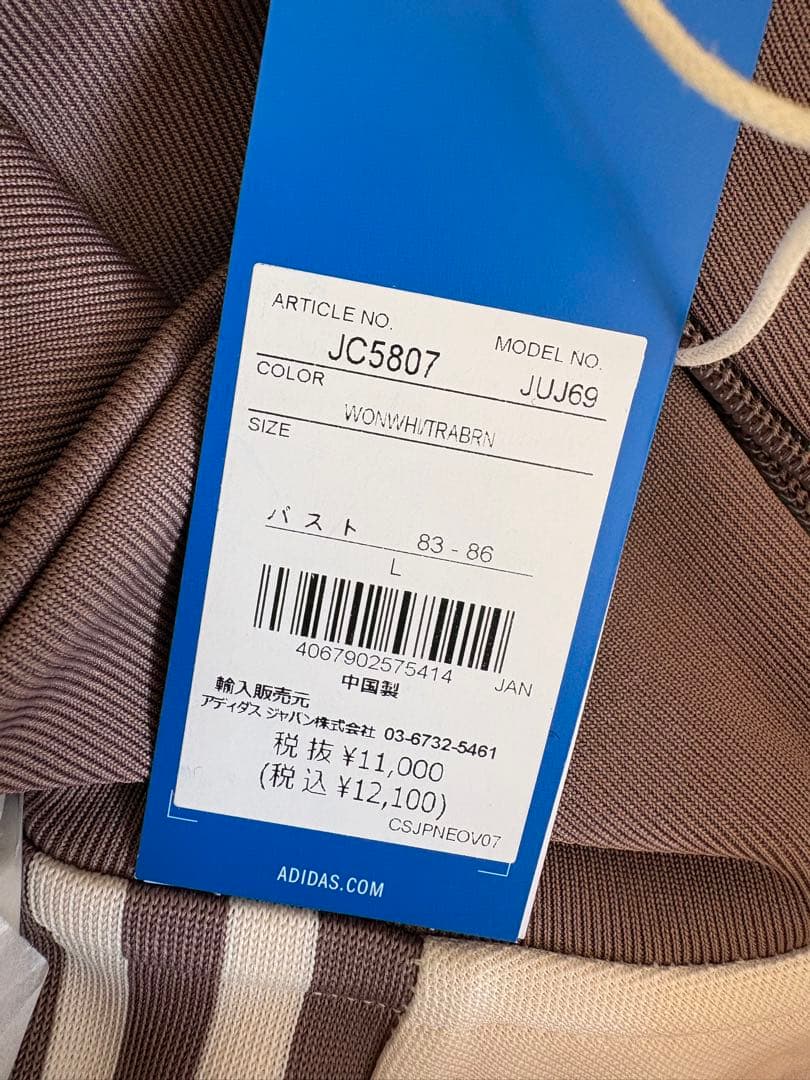 ARTICLE NO.
MODEL NO.
JC5807
JUJ69
COLOR
WONWHI/TRABRN
SIZE
バスト 83 - 86
L
4067902575414
JAN
中国製
輸入販売元
アディダス ジャパン株式会社 03-6732-5461
税抜 ¥11,000
(税込 ¥12,100)
CSJPNEOV07
ADIDAS.COM